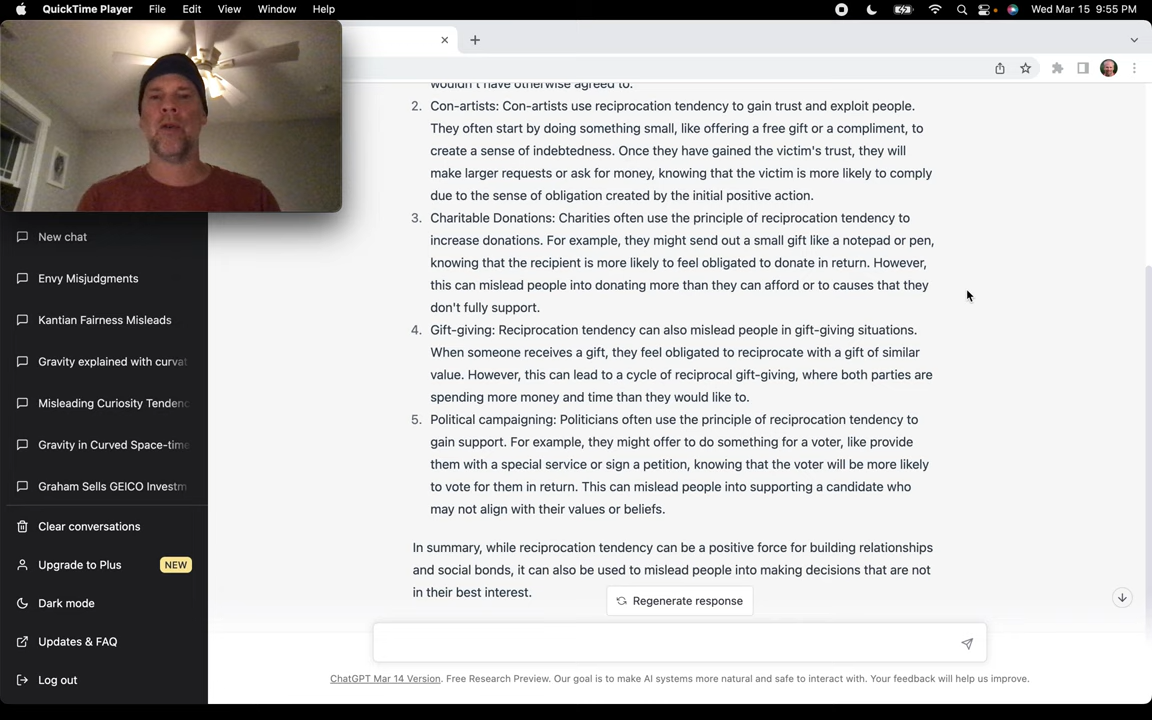 QuickTime Player File Edit View Window Help Wed Mar 15 9:55 PM
wouldn't have otherwise agreed to.
2. Con-artists: Con-artists use reciprocation tendency to gain trust and exploit people.
They often start by doing something small, like offering a free gift or a compliment, to
create a sense of indebtedness. Once they have gained the victim's trust, they will
make larger requests or ask for money, knowing that the victim is more likely to comply
due to the sense of obligation created by the initial positive action.
3. Charitable Donations: Charities often use the principle of reciprocation tendency to
increase donations. For example, they might send out a small gift like a notepad or pen,
knowing that the recipient is more likely to feel obligated to donate in return. However,
this can mislead people into donating more than they can afford or to causes that they
don't fully support.
4. Gift-giving: Reciprocation tendency can also mislead people in gift-giving situations.
When someone receives a gift, they feel obligated to reciprocate with a gift of similar
value. However, this can lead to a cycle of reciprocal gift-giving, where both parties are
spending more money and time than they would like to.
5. Political campaigning: Politicians often use the principle of reciprocation tendency to
gain support. For example, they might offer to do something for a voter, like provide
them with a special service or sign a petition, knowing that the voter will be more likely
to vote for them in return. This can mislead people into supporting a candidate who
may not align with their values or beliefs.
In summary, while reciprocation tendency can be a positive force for building relationships
and social bonds, it can also be used to mislead people into making decisions that are not
in their best interest.
Regenerate response
ChatGPT Mar 14 Version. Free Research Preview. Our goal is to make AI systems more natural and safe to interact with. Your feedback will help us improve.
New chat
Envy Misjudgments
Kantian Fairness Misleads
Gravity explained with curvat
Misleading Curiosity Tendenc
Gravity in Curved Space-time
Graham Sells GEICO Investm
Clear conversations
Upgrade to Plus NEW
Dark mode
Updates & FAQ
Log out